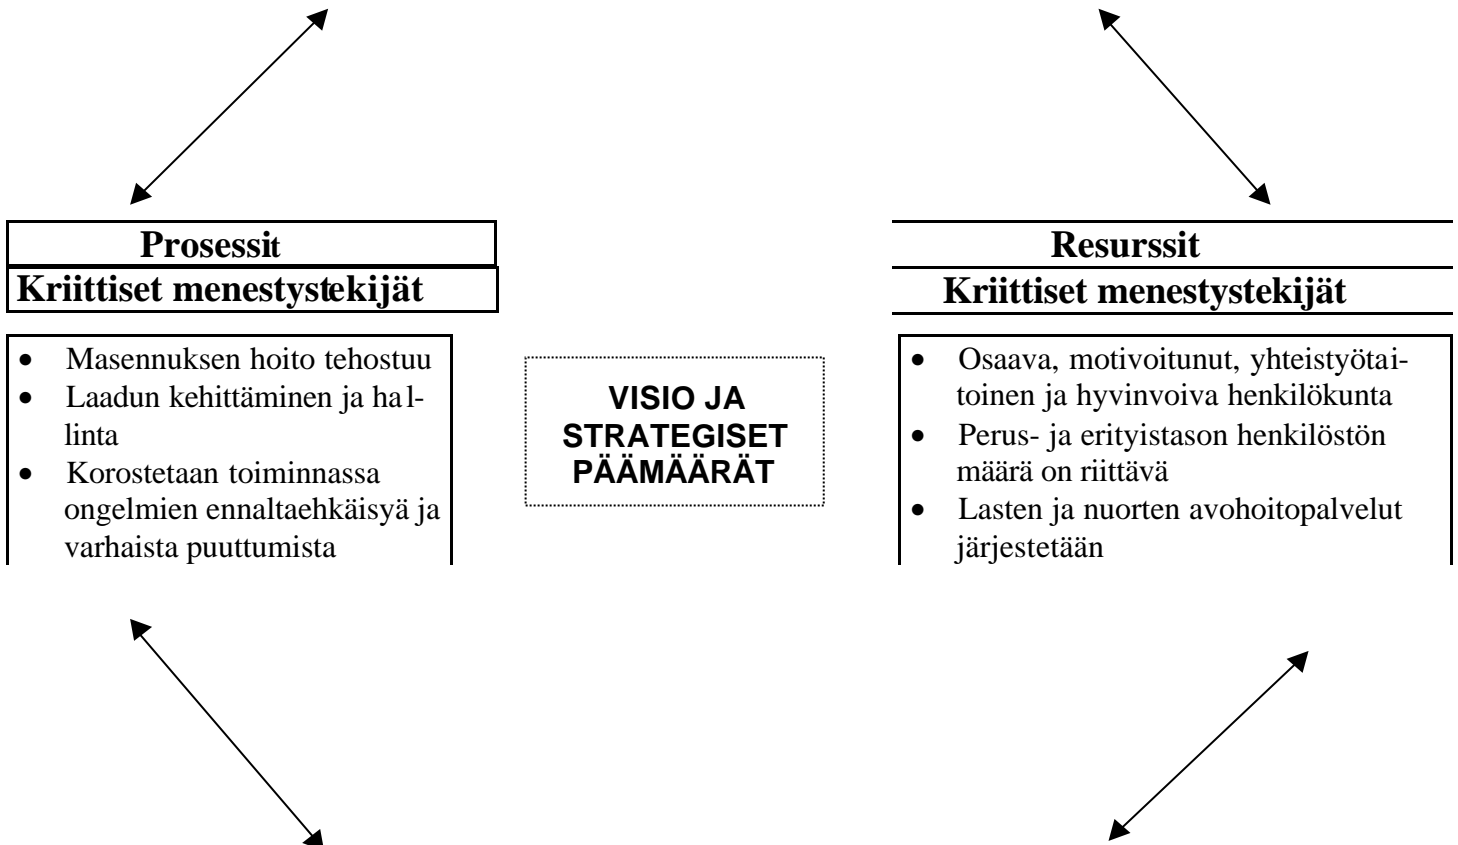 Prosessit
Kriittiset menestystekijät
• Masennuksen hoito tehostuu
• Laadun kehittäminen ja hal-
linta
• Korostetaan toiminnassa
ongelmien ennaltaehkäisyä ja
varhaista puuttumista
VISIO JA
STRATEGISET
PÄÄMÄÄRÄT
Resurssit
Kriittiset menestystekijät
• Osaava, motivoitunut, yhteistyötai-
toinen ja hyvinvoiva henkilökunta
• Perus- ja erityistason henkilöstön
määrä on riittävä
• Lasten ja nuorten avohoitopalvelut
järjestetään